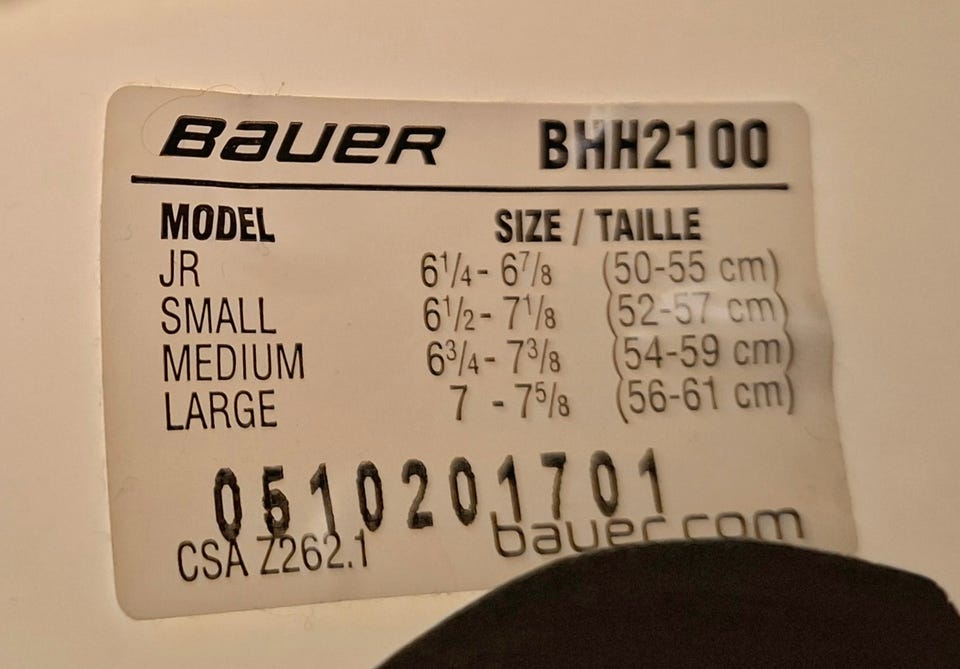 BAUER BHH2100
MODEL SIZE / TAILLE
JR 6¼ - 6⅞ (50-55 cm)
SMALL 6½ - 7⅛ (52-57 cm)
MEDIUM 6¾ - 7⅜ (54-59 cm)
LARGE 7 - 7⅝ (56-61 cm)
0510201701
CSA Z262.1 bauer.com